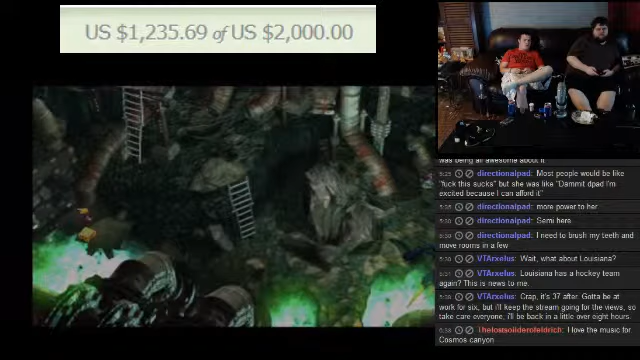 US $1,235.69 of US $2,000.00
was being all awesome about it
5:25 directionalpad: Most people would be like
"fuck this sucks" but she was like "Dammit dpad I'm
excited because I can afford it"
directionalpad: more power to her
directionalpad: Semi here.
directionalpad: I need to brush my teeth and
move rooms in a few
VTArxelus: Wait, what about Louisiana?
VTArxelus: Louisiana has a hockey team
again? This is news to me.
VTArxelus: Crap, it's 37 after. Gotta be at
work for six, but i'll keep the stream going for the views, so
take care everyone, i'll be back in a little over eight hours.
I love the music for
Cosmos canyon